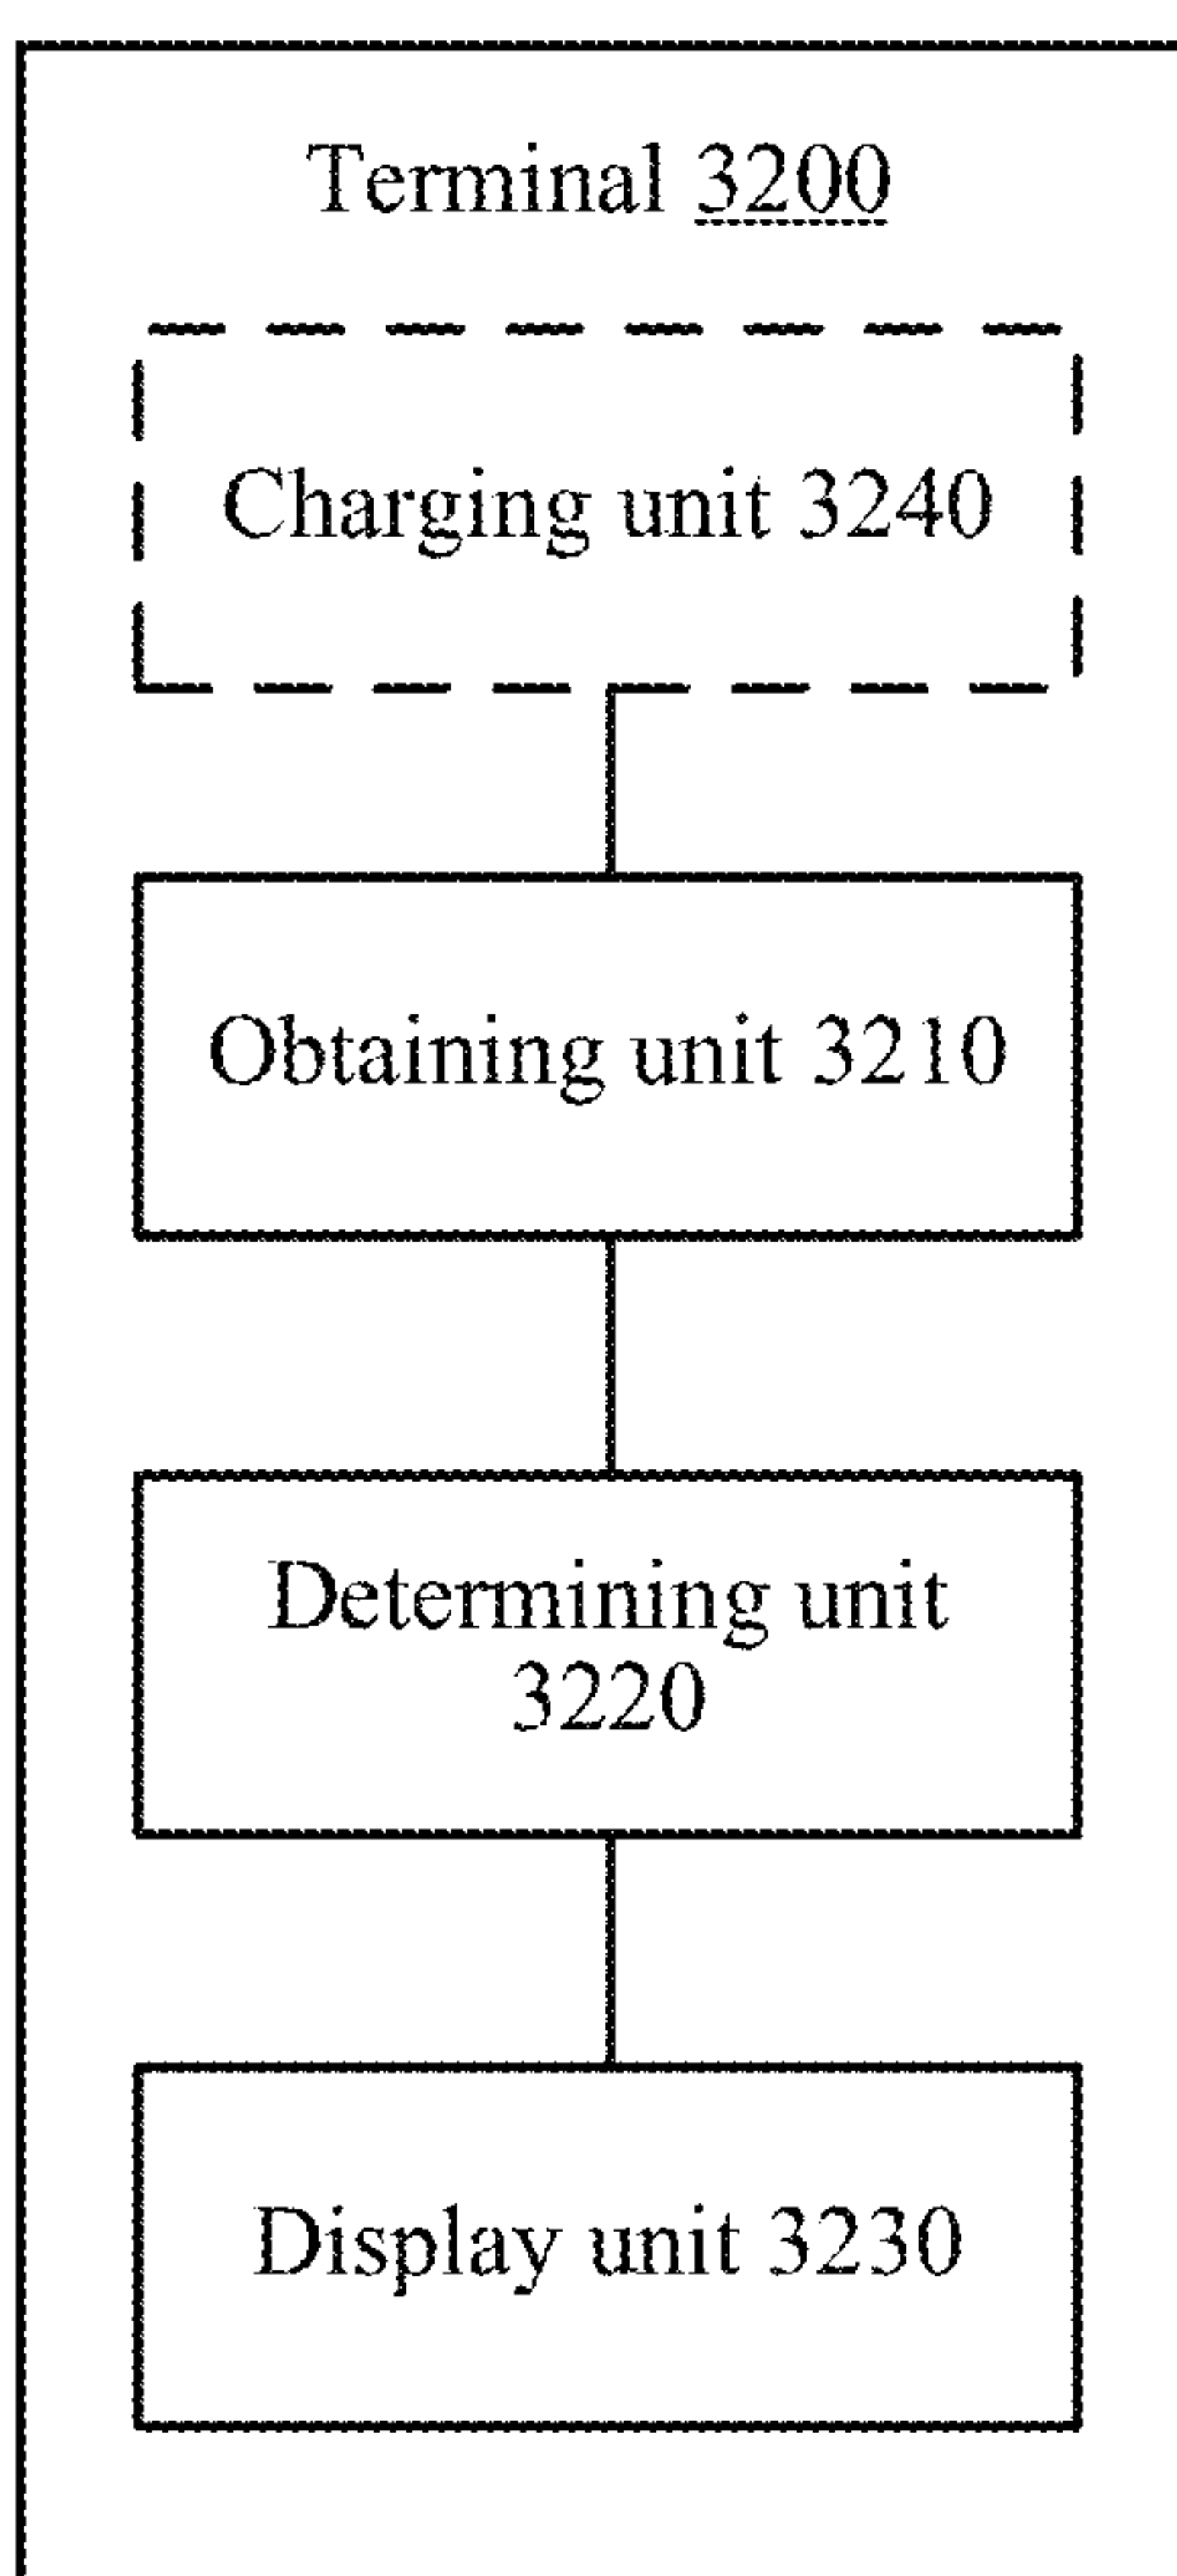 Terminal 3200
Charging unit 3240
Obtaining unit 3210
Determining unit
3220
Display unit 3230